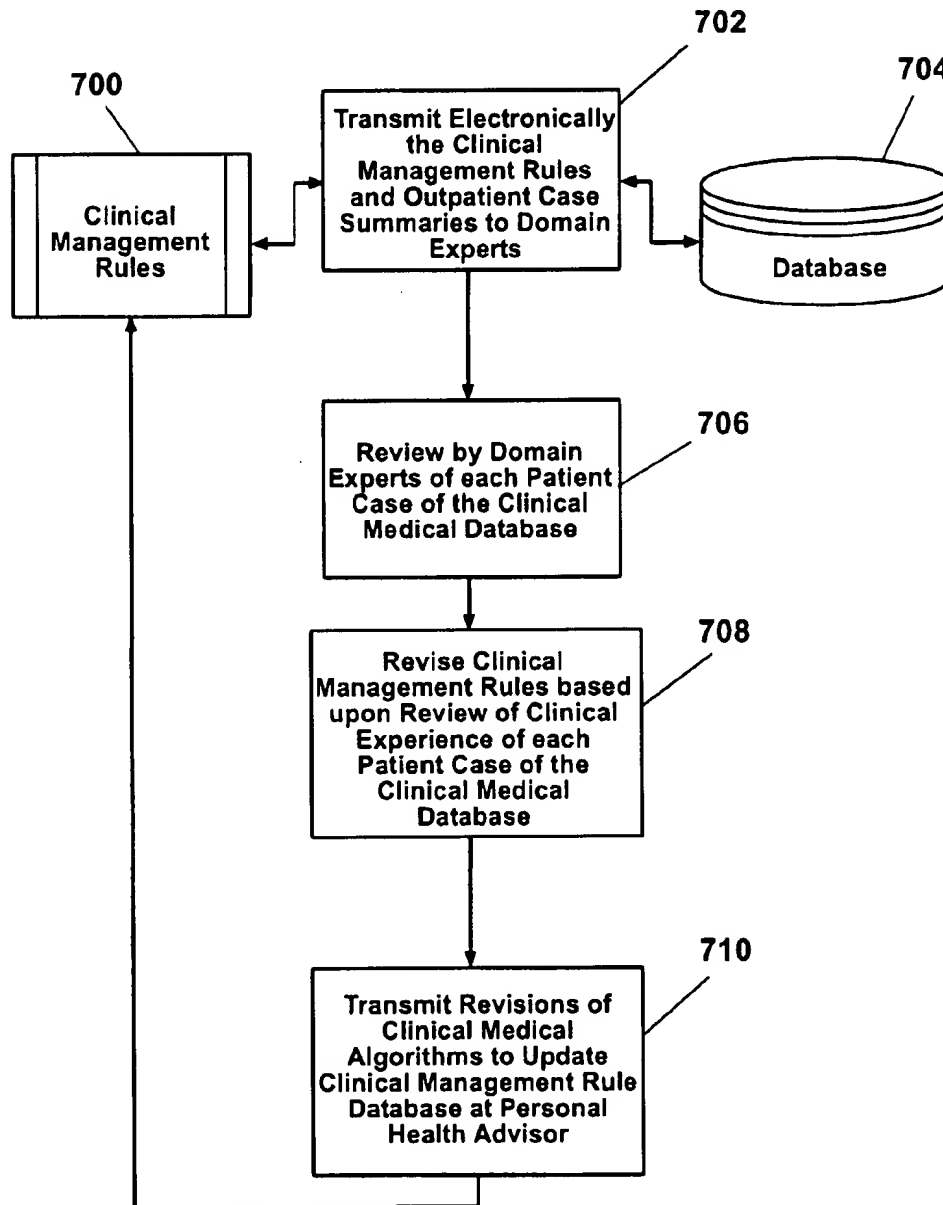 702
700
704
Transmit Electronically
the Clinical
Management Rules
and Outpatient Case
Summaries to Domain
Experts
Clinical
Management
Rules
Database
706
Review by Domain
Experts of each Patient
Case of the Clinical
Medical Database
708
Revise Clinical
Management Rules based
upon Review of Clinical
Experience of each
Patient Case of the
Clinical Medical
Database
710
Transmit Revisions of
Clinical Medical
Algorithms to Update
Clinical Management Rule
Database at Personal
Health Advisor